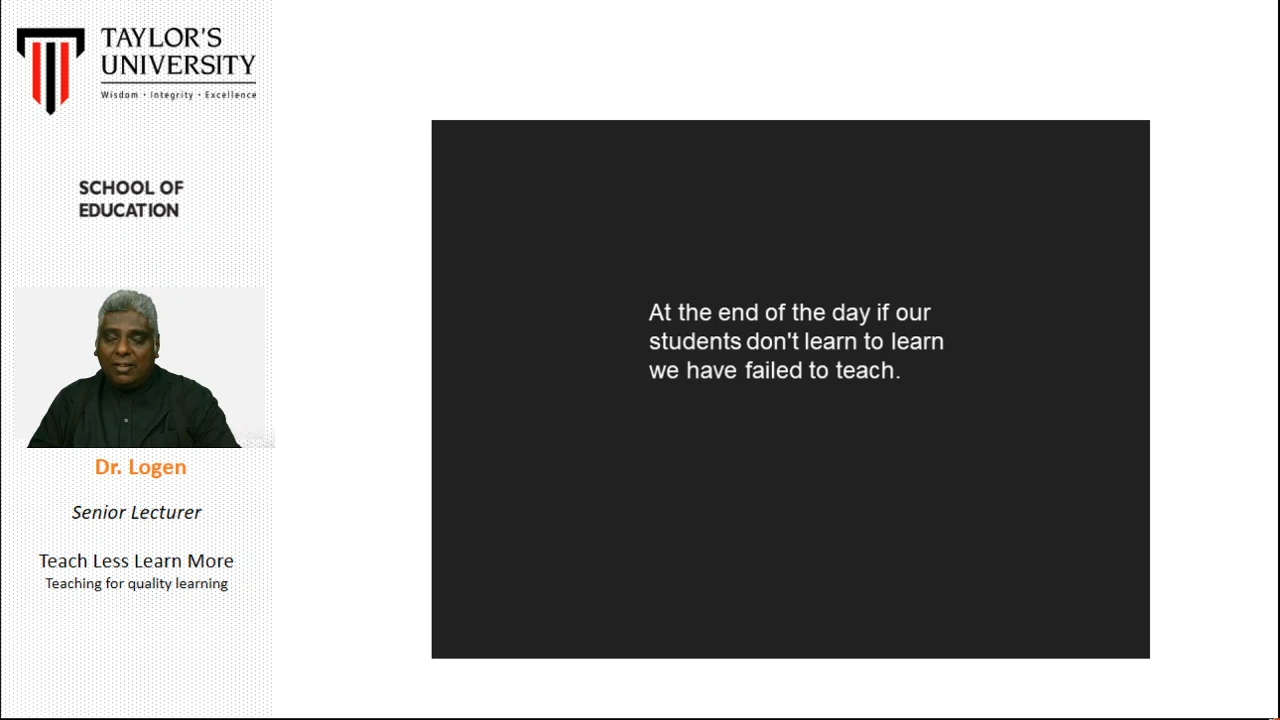 TAYLOR'S
UNIVERSITY
Wisdom · Integrity · Excellence
SCHOOL OF
EDUCATION
Dr. Logen
Senior Lecturer
Teach Less Learn More
Teaching for quality learning
At the end of the day if our
students don't learn to learn
we have failed to teach.